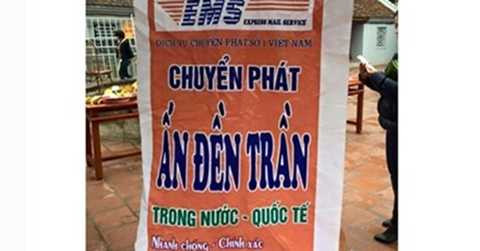 EMS
EXPRESS MAIL SERVICE
DỊCH VỤ CHUYỂN PHÁT SỐ 1 VIỆT NAM
CHUYỂN PHÁT
ẤN ĐỀN TRẦN
TRONG NƯỚC - QUỐC TẾ
Nhanh chóng - Chính xác